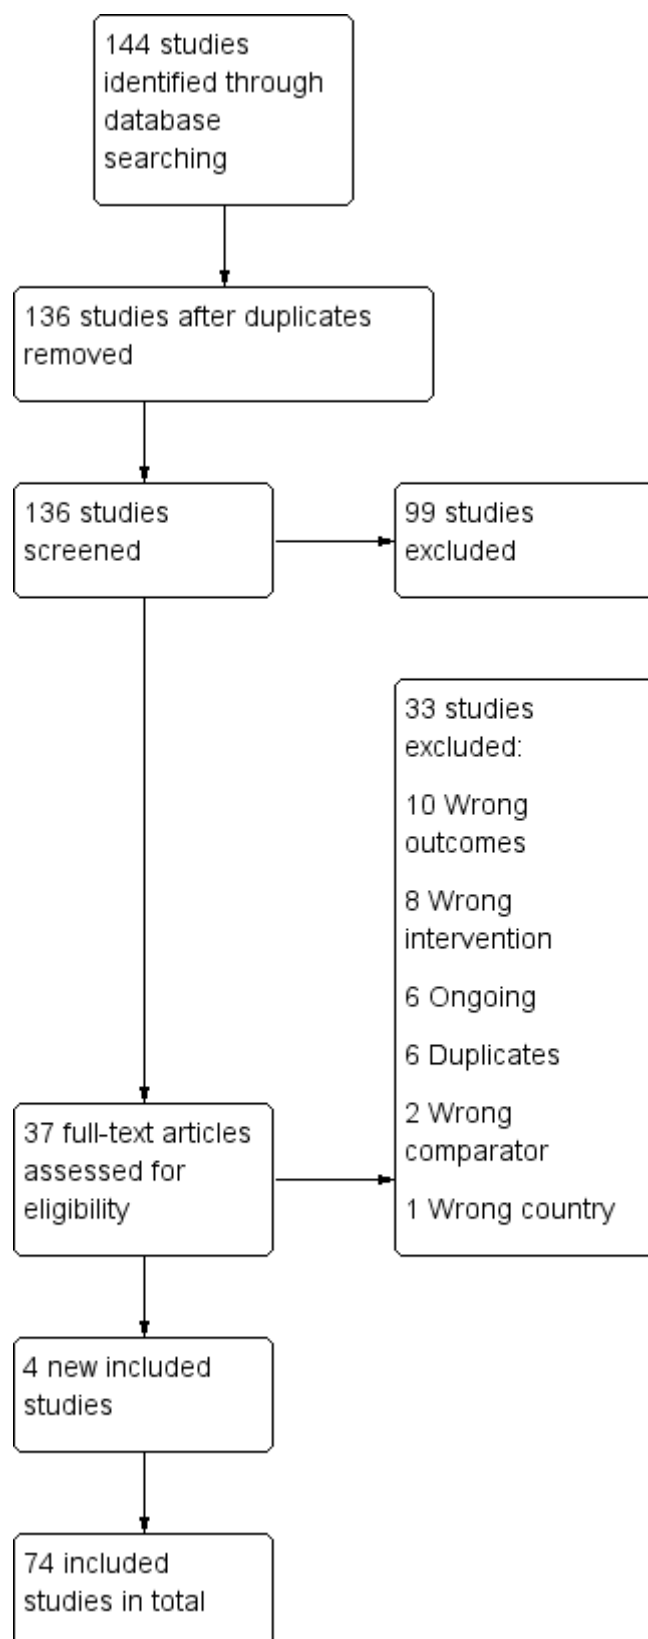 144 studies
identified through
database
searching
136 studies after duplicates
removed
136 studies
screened
99 studies
excluded
33 studies
excluded:
10 Wrong
outcomes
8 Wrong
intervention
6 Ongoing
6 Duplicates
2 Wrong
comparator
1 Wrong country
37 full-text articles
assessed for
eligibility
4 new included
studies
74 included
studies in total